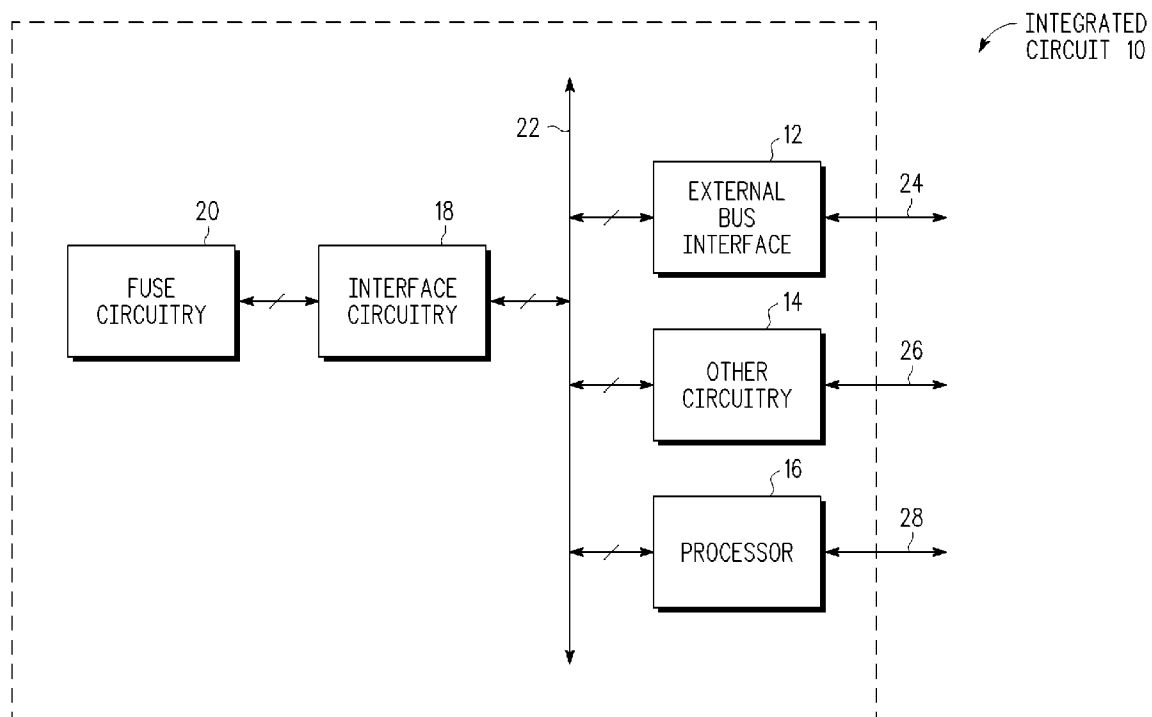 INTEGRATED
CIRCUIT 10
22
12
EXTERNAL
BUS
INTERFACE
24
20
FUSE
CIRCUITRY
18
INTERFACE
CIRCUITRY
14
OTHER
CIRCUITRY
26
16
PROCESSOR
28